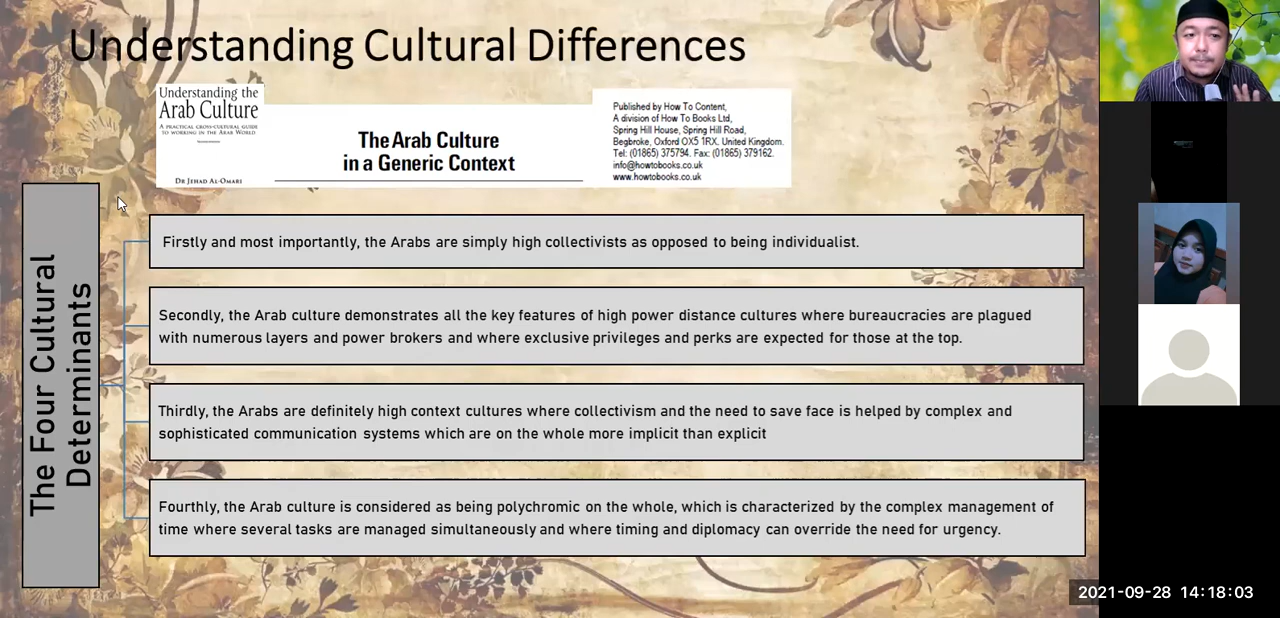 Understanding Cultural Differences
Understanding the
Arab Culture
A PRACTICAL CROSS-CULTURAL GUIDE
TO WORKING IN THE ARAB WORLD
DR JEHAD AL-OMARI
The Arab Culture
in a Generic Context
Published by How To Content,
A division of How To Books Ltd,
Spring Hill House, Spring Hill Road,
Begbroke, Oxford OX5 1RX. United Kingdom.
Tel: (01865) 375794. Fax: (01865) 379162.
info@howtobooks.co.uk
www.howtobooks.co.uk
The Four Cultural
Determinants
Firstly and most importantly, the Arabs are simply high collectivists as opposed to being individualist.
Secondly, the Arab culture demonstrates all the key features of high power distance cultures where bureaucracies are plagued
with numerous layers and power brokers and where exclusive privileges and perks are expected for those at the top.
Thirdly, the Arabs are definitely high context cultures where collectivism and the need to save face is helped by complex and
sophisticated communication systems which are on the whole more implicit than explicit
Fourthly, the Arab culture is considered as being polychromic on the whole, which is characterized by the complex management of
time where several tasks are managed simultaneously and where timing and diplomacy can override the need for urgency.
2021-09-28 14:18:03